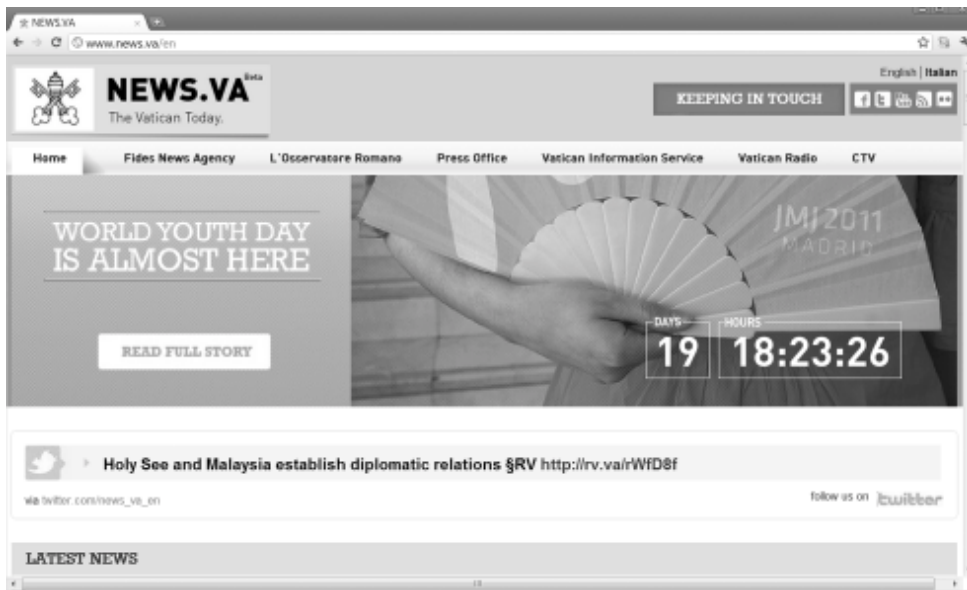 NEWS.VA
www.news.va/en
English | Italian
NEWS.VA Beta
The Vatican Today.
KEEPING IN TOUCH
Home Fides News Agency L'Osservatore Romano Press Office Vatican Information Service Vatican Radio CTV
WORLD YOUTH DAY
IS ALMOST HERE
READ FULL STORY
JMJ 2011
MADRID
DAYS HOURS
19 18:23:26
Holy See and Malaysia establish diplomatic relations §RV http://rv.va/rWfD8f
via twitter.com/news_va_en
follow us on twitter
LATEST NEWS